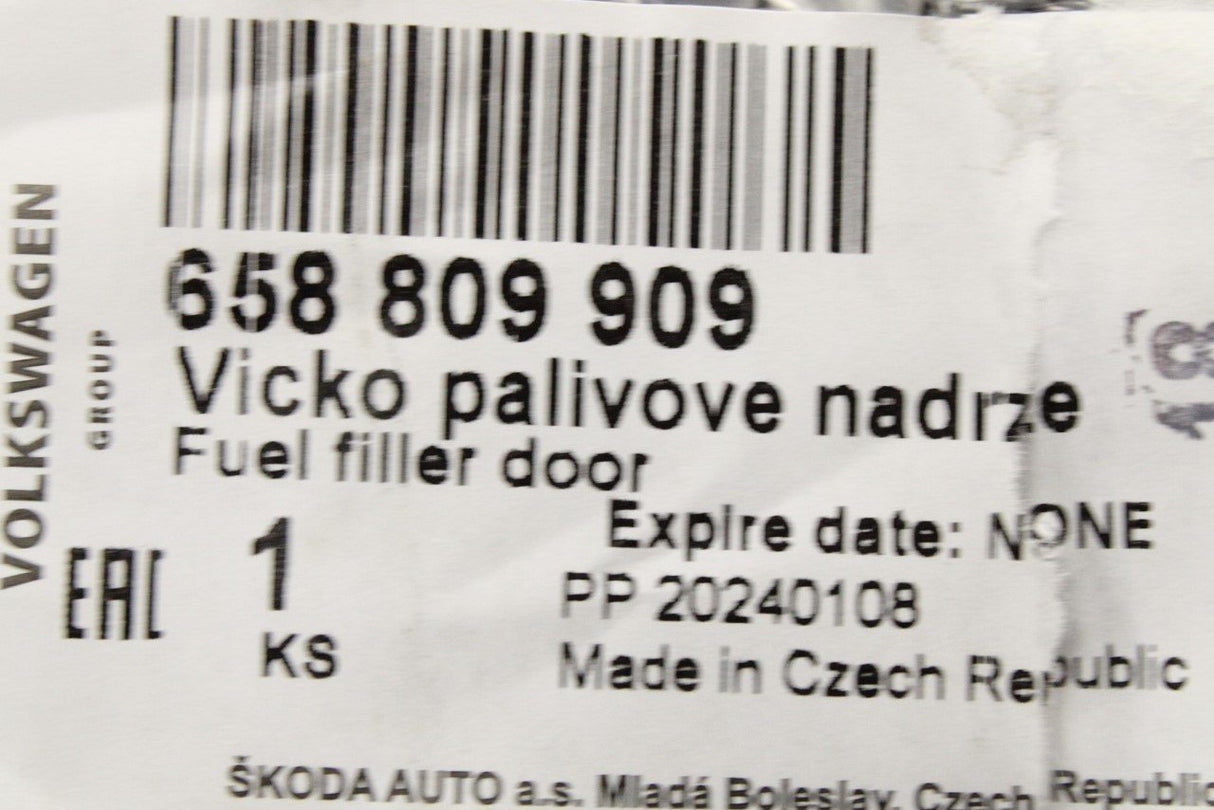 658 809 909
Vicko palivove nadrze
Fuel filler door
Expire date: NONE
1
KS
PP 20240108
Made in Czech Republic
ŠKODA AUTO a.s. Mladá Boleslav, Czech Republic
VOLKSWAGEN
GROUP
EAC